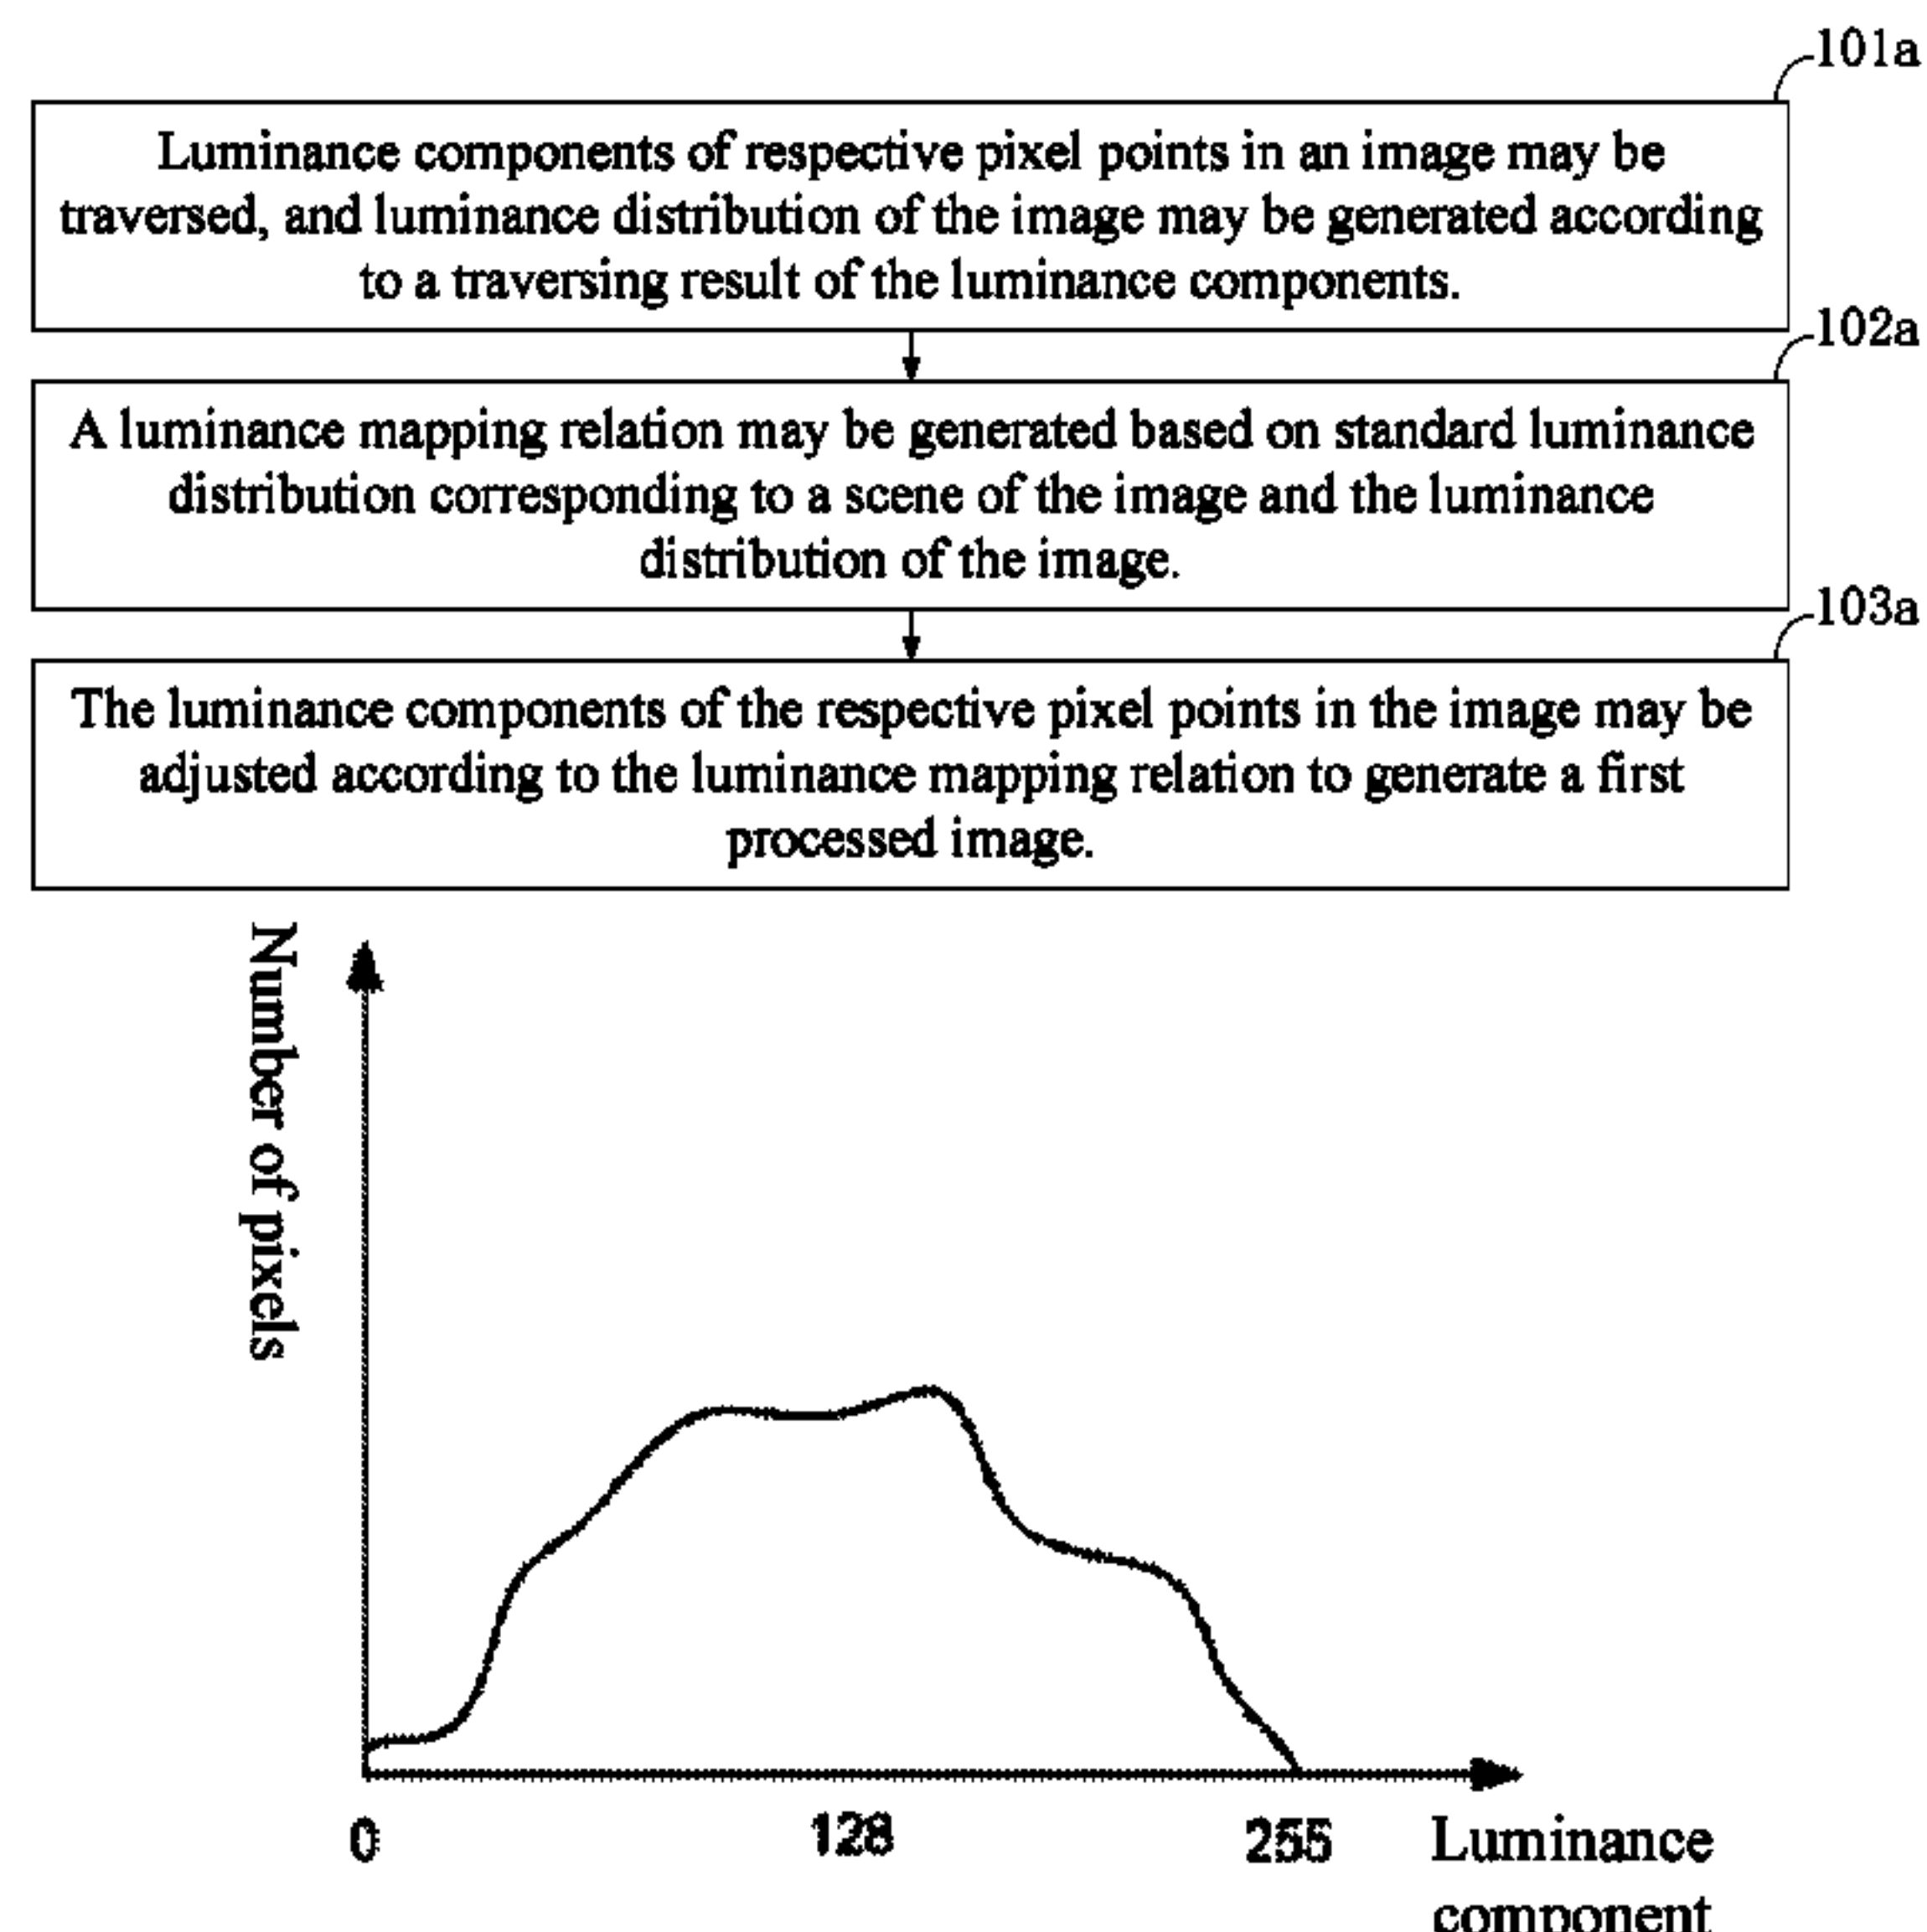 101a
Luminance components of respective pixel points in an image may be
traversed, and luminance distribution of the image may be generated according
to a traversing result of the luminance components.
102a
A luminance mapping relation may be generated based on standard luminance
distribution corresponding to a scene of the image and the luminance
distribution of the image.
103a
The luminance components of the respective pixel points in the image may be
adjusted according to the luminance mapping relation to generate a first
processed image.
Number of pixels
0
128
255
Luminance
component